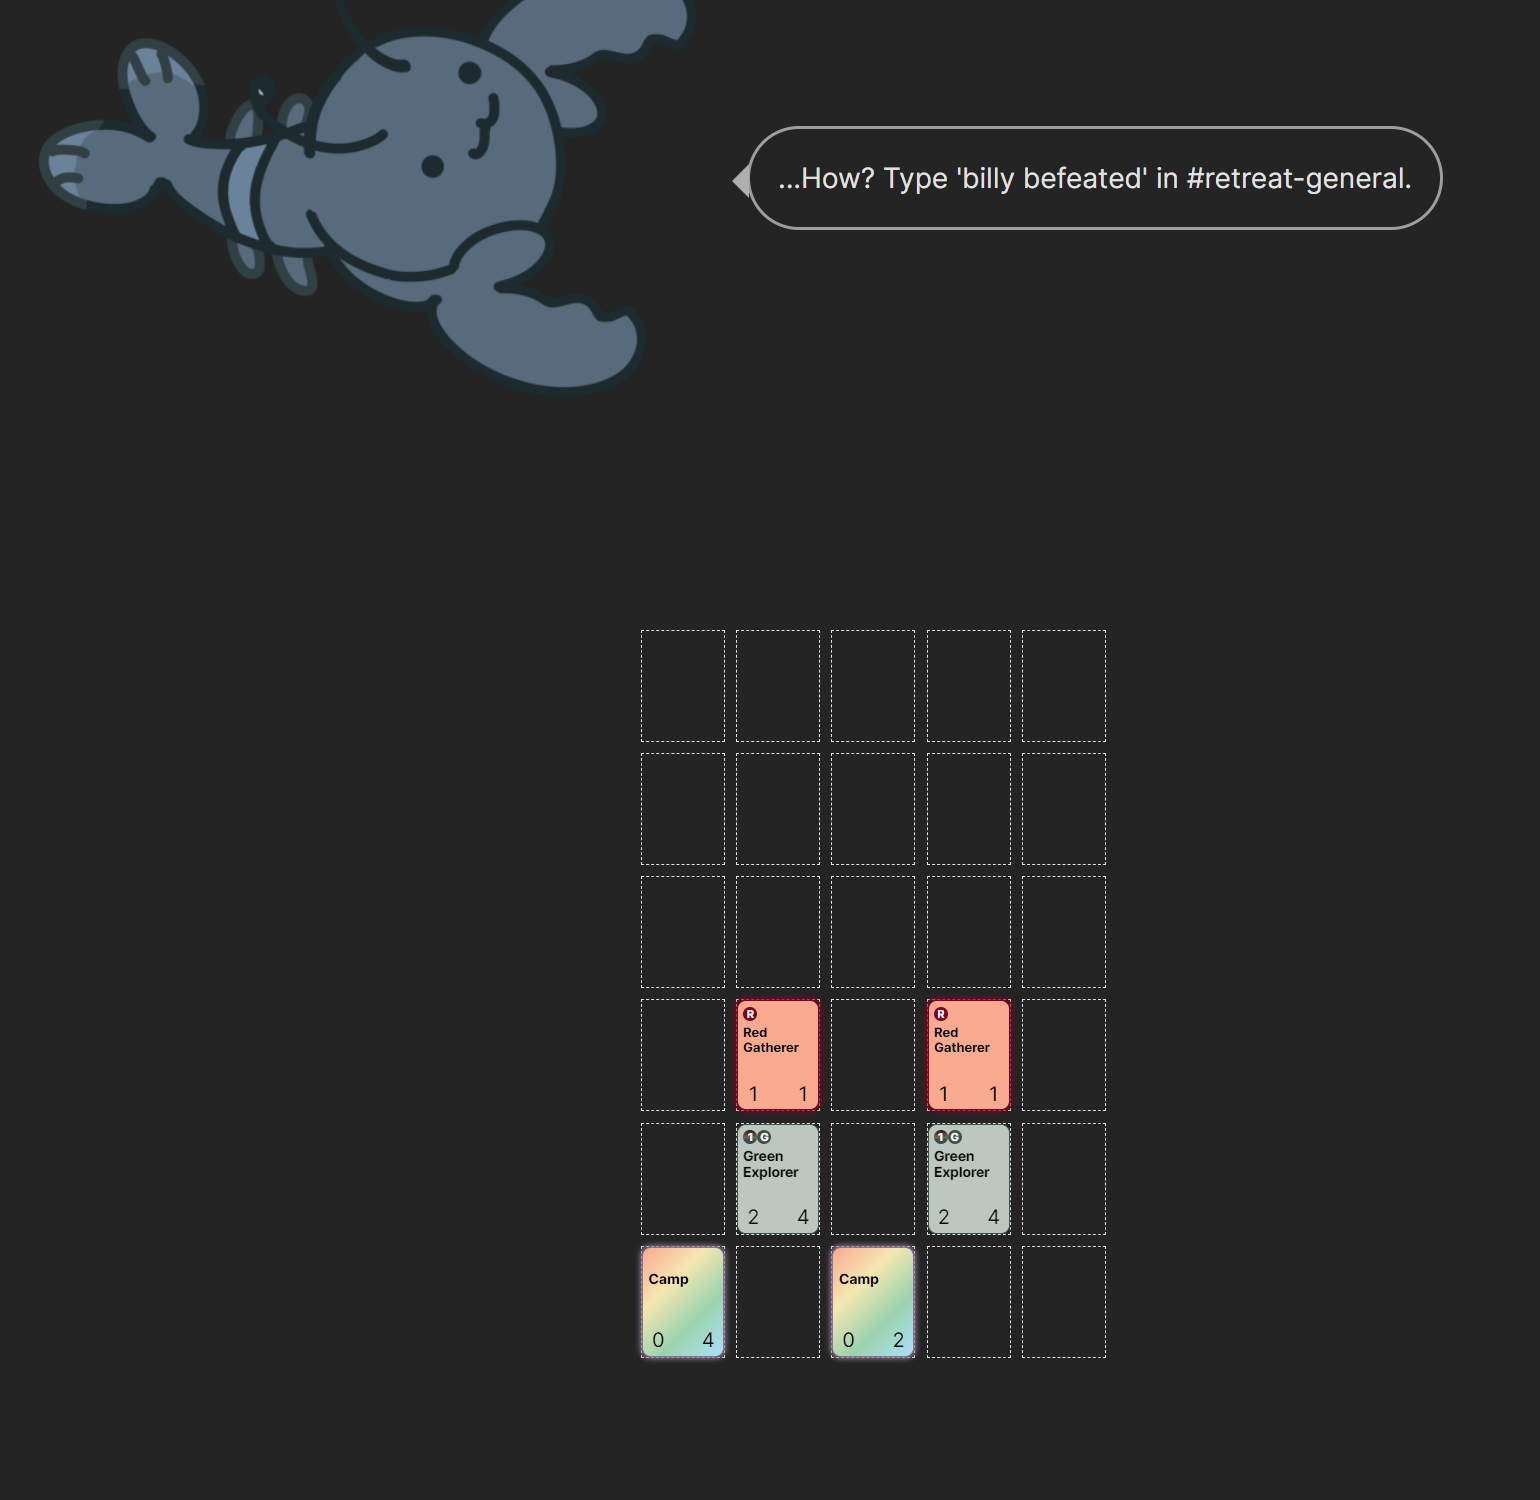 ...How? Type 'billy befeated' in #retreat-general.
R R
Red Red
Gatherer Gatherer
1 1 1 1
1 G 1 G
Green Green
Explorer Explorer
2 4 2 4
Camp Camp
0 4 0 2